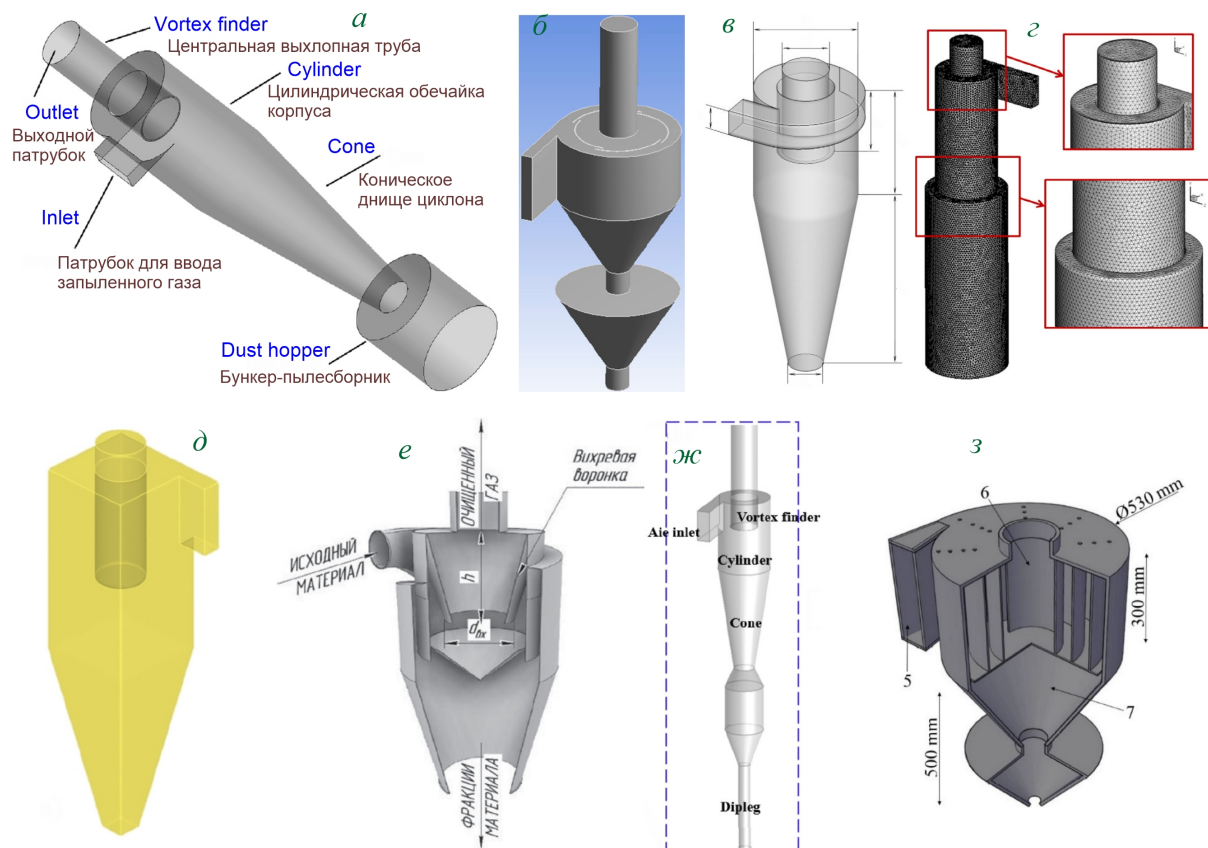 а
Vortex finder
Центральная выхлопная труба
Cylinder
Цилиндрическая обечайка
корпуса
Outlet
Выходной
патрубок
Cone
Коническое
днище циклона
Inlet
Патрубок для ввода
запыленного газа
Dust hopper
Бункер-пылесборник
б
в
г
д
е
ОЧИЩЕННЫЙ
ГАЗ
Вихревая
воронка
ИСХОДНЫЙ
МАТЕРИАЛ
h
dвх
ФРАКЦИИ
МАТЕРИАЛА
ж
Vortex finder
Aie inlet
Cylinder
Cone
Dipleg
з
6
Ø530 mm
300 mm
5
7
500 mm